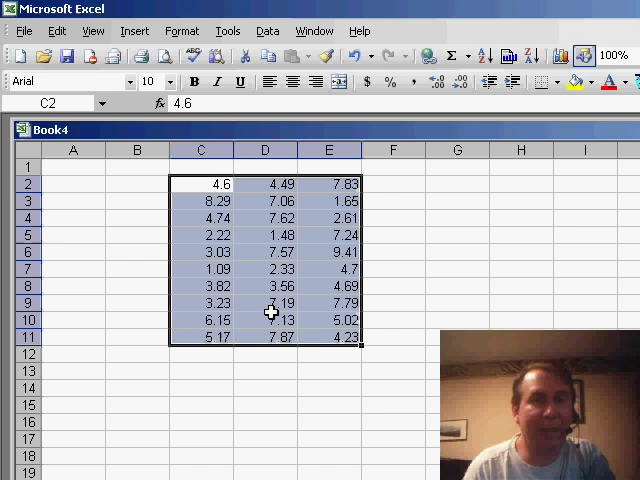 Microsoft Excel
File Edit View Insert Format Tools Data Window Help
ABC Σ A Z Z A 100%
Arial 10 B I U $ % , A
C2 fx 4.6
Book4
A B C D E F G H I
1
2 4.6 4.49 7.83
3 8.29 7.06 1.65
4 4.74 7.62 2.61
5 2.22 1.48 7.24
6 3.03 7.57 9.41
7 1.09 2.33 4.7
8 3.82 3.56 4.69
9 3.23 7.19 7.79
10 6.15 7.13 5.02
11 5.17 7.87 4.23
12
13
14
15
16
17
18
19